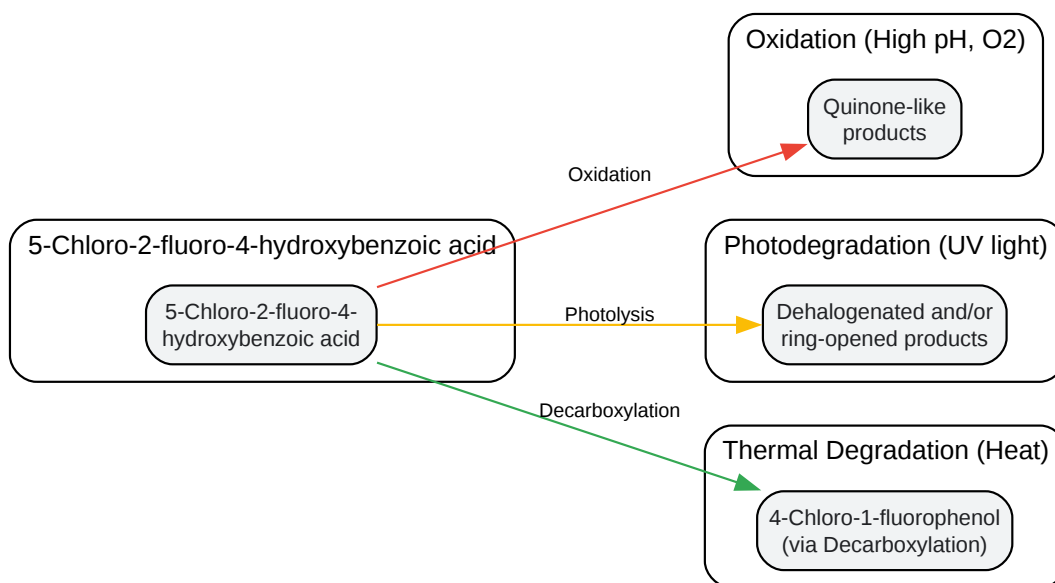 Oxidation (High pH, O2)
Quinone-like
products
Oxidation
5-Chloro-2-fluoro-4-hydroxybenzoic acid
5-Chloro-2-fluoro-4-
hydroxybenzoic acid
Photolysis
Photodegradation (UV light)
Dehalogenated and/or
ring-opened products
Decarboxylation
Thermal Degradation (Heat)
4-Chloro-1-fluorophenol
(via Decarboxylation)